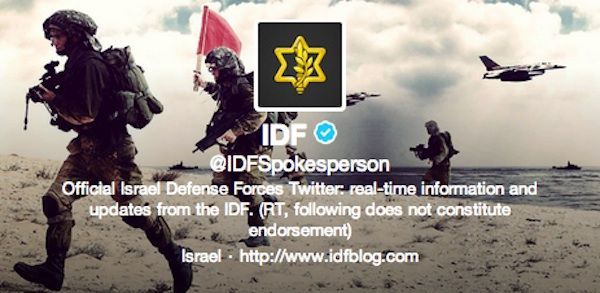 IDF
@IDFSpokesperson
Official Israel Defense Forces Twitter: real-time information and
updates from the IDF. (RT, following does not constitute
endorsement)
Israel · http://www.idfblog.com